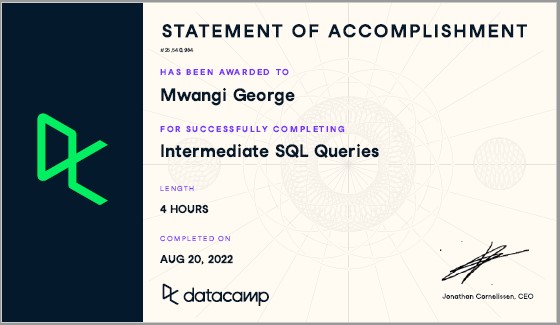 STATEMENT OF ACCOMPLISHMENT
#25,540,994
HAS BEEN AWARDED TO
Mwangi George
FOR SUCCESSFULLY COMPLETING
Intermediate SQL Queries
LENGTH
4 HOURS
COMPLETED ON
AUG 20, 2022
datacamp
Jonathan Cornelissen, CEO